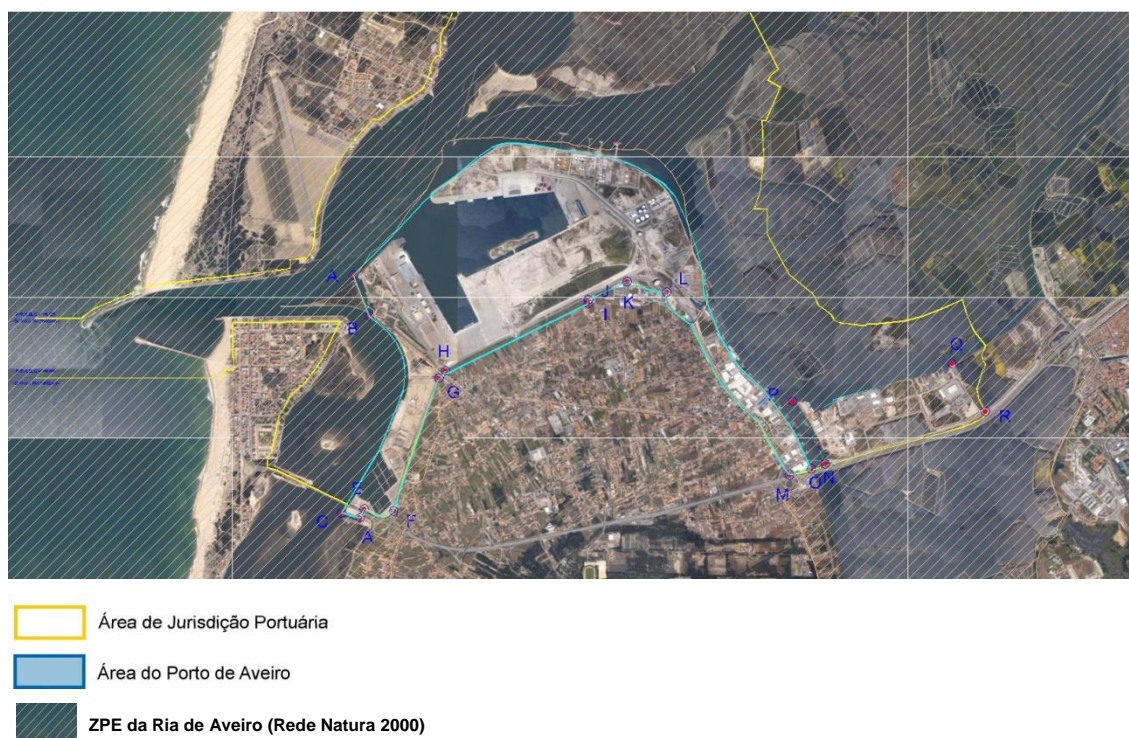 A
B
C
E
A
F
G
H
I
J
K
L
M
O
N
P
Q
R
Área de Jurisdição Portuária
Área do Porto de Aveiro
ZPE da Ria de Aveiro (Rede Natura 2000)